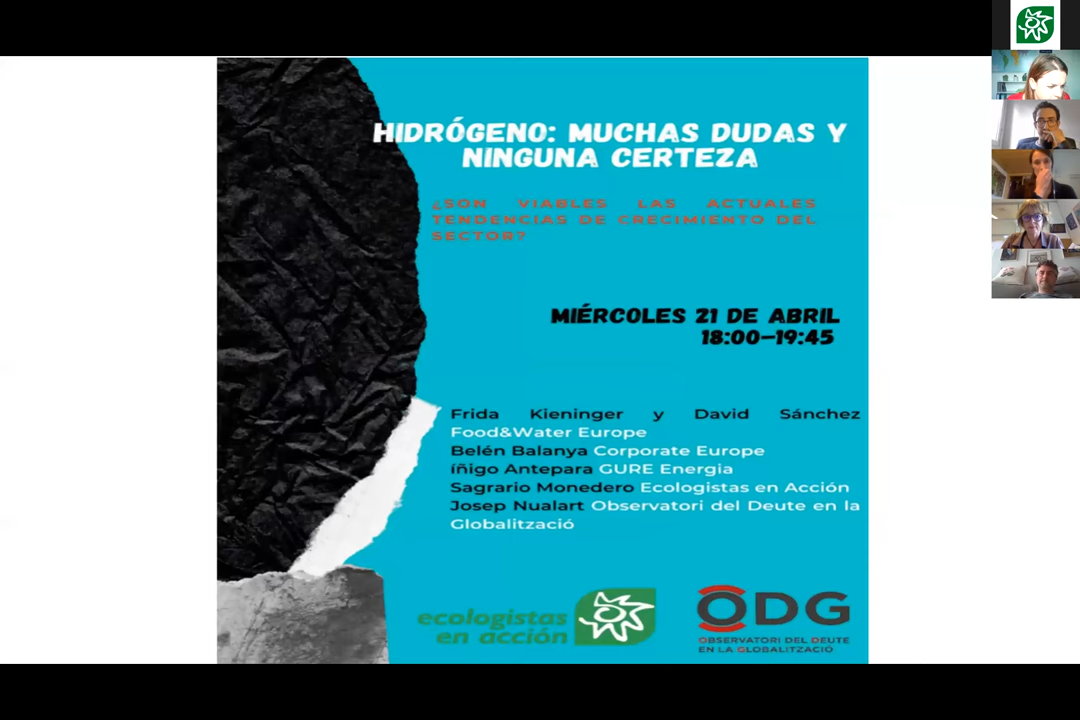 HIDRÓGENO: MUCHAS DUDAS Y
NINGUNA CERTEZA
¿SON VIABLES LAS ACTUALES
TENDENCIAS DE CRECIMIENTO DEL
SECTOR?
MIÉRCOLES 21 DE ABRIL
18:00–19:45
Frida Kieninger y David Sánchez
Food&Water Europe
Belén Balanya Corporate Europe
íñigo Antepara GURE Energia
Sagrario Monedero Ecologistas en Acción
Josep Nualart Observatori del Deute en la
Globalització
ecologistas
en acción
ODG
OBSERVATORI DEL DEUTE
EN LA GLOBALITZACIÓ